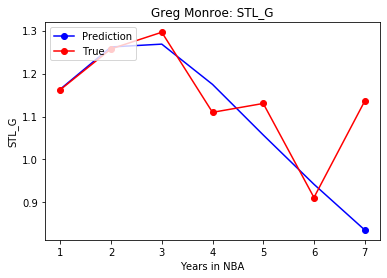 Greg Monroe: STL_G
Prediction
True
STL_G
1.3
1.2
1.1
1.0
0.9
1 2 3 4 5 6 7
Years in NBA